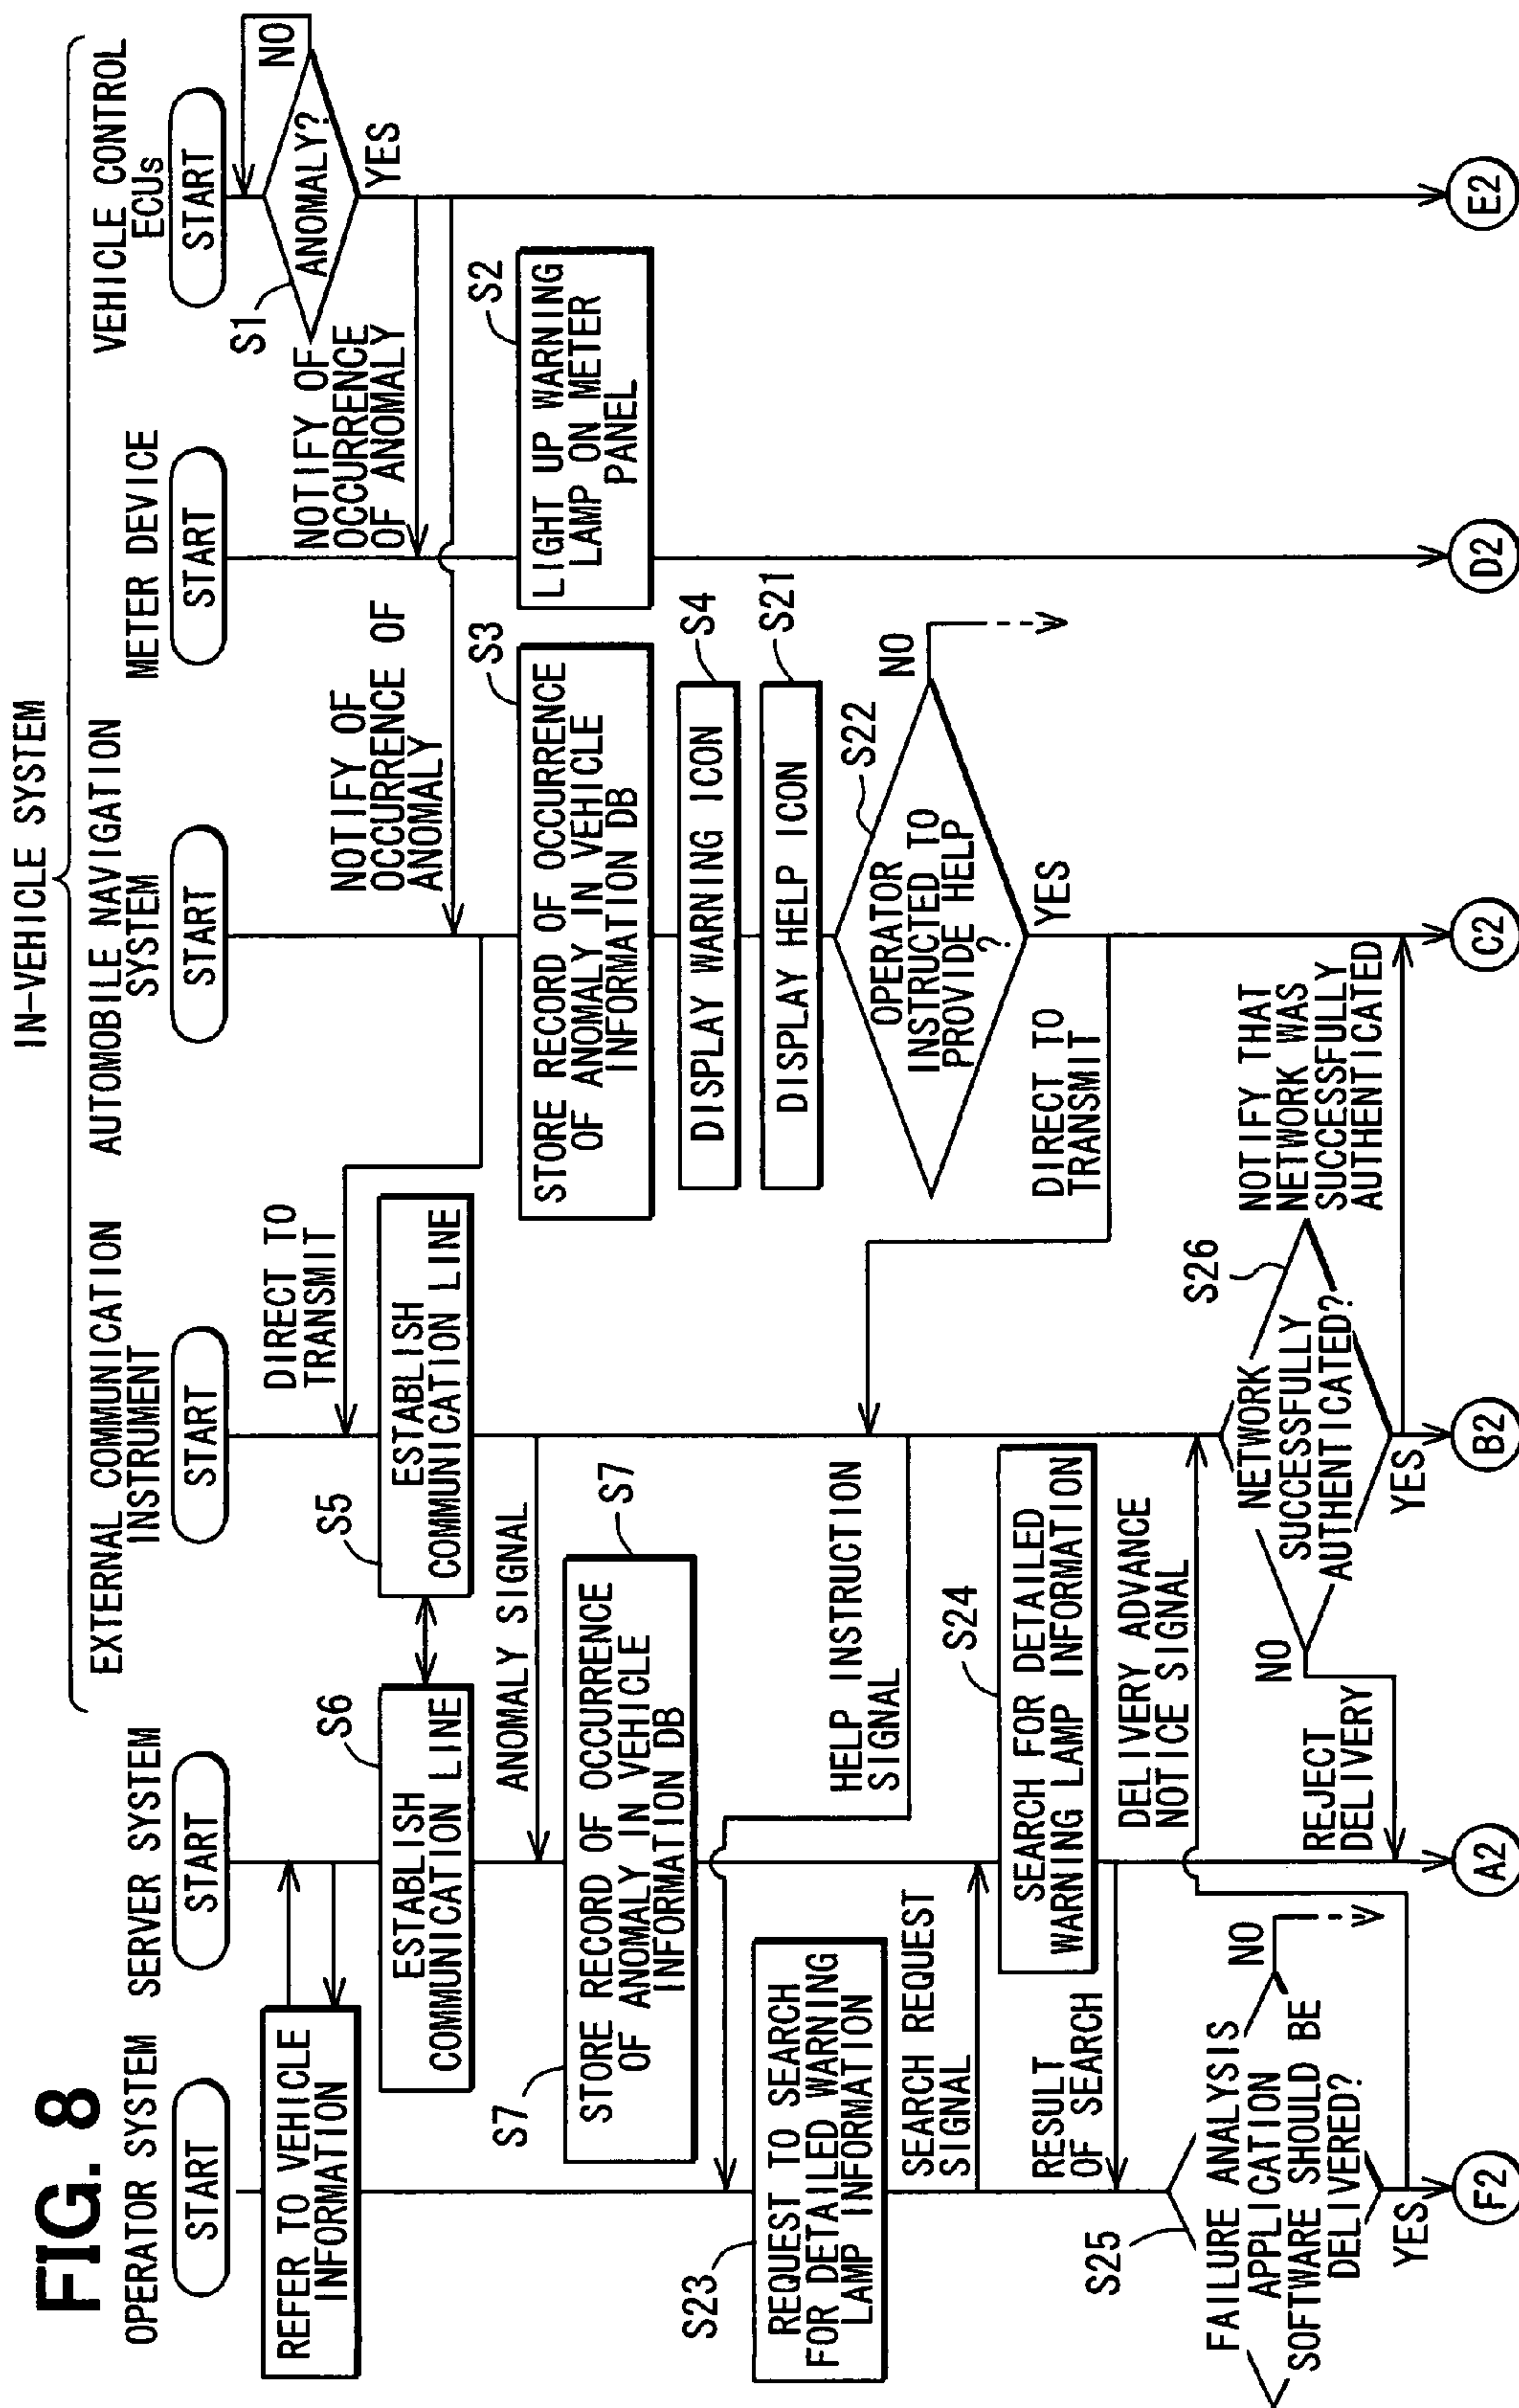 FIG. 8
IN-VEHICLE SYSTEM
OPERATOR SYSTEM
SERVER SYSTEM
EXTERNAL COMMUNICATION
INSTRUMENT
AUTOMOBILE NAVIGATION
SYSTEM
METER DEVICE
VEHICLE CONTROL
ECUs
START
START
START
START
START
START
S1
ANOMALY?
NO
YES
NOTIFY OF
OCCURRENCE
OF ANOMALY
NOTIFY OF
OCCURRENCE OF
ANOMALY
REFER TO VEHICLE
INFORMATION
DIRECT TO
TRANSMIT
S6
ESTABLISH
COMMUNICATION LINE
S5
ESTABLISH
COMMUNICATION LINE
ANOMALY SIGNAL
S2
LIGHT UP WARNING
LAMP ON METER
PANEL
S3
STORE RECORD OF OCCURRENCE
OF ANOMALY IN VEHICLE
INFORMATION DB
S7
STORE RECORD OF OCCURRENCE
OF ANOMALY IN VEHICLE
INFORMATION DB
S7
S4
DISPLAY WARNING ICON
S21
DISPLAY HELP ICON
S22
OPERATOR
INSTRUCTED TO
PROVIDE HELP
?
NO
YES
DIRECT TO
TRANSMIT
HELP INSTRUCTION
SIGNAL
S23
REQUEST TO SEARCH
FOR DETAILED WARNING
LAMP INFORMATION
SEARCH REQUEST
SIGNAL
S24
SEARCH FOR DETAILED
WARNING LAMP INFORMATION
RESULT
OF SEARCH
DELIVERY ADVANCE
NOTICE SIGNAL
S25
FAILURE ANALYSIS
APPLICATION
SOFTWARE SHOULD BE
DELIVERED?
NO
YES
S26
NETWORK
SUCCESSFULLY
AUTHENTICATED?
NO
YES
REJECT
DELIVERY
NOTIFY THAT
NETWORK WAS
SUCCESSFULLY
AUTHENTICATED
F2
A2
B2
C2
D2
E2